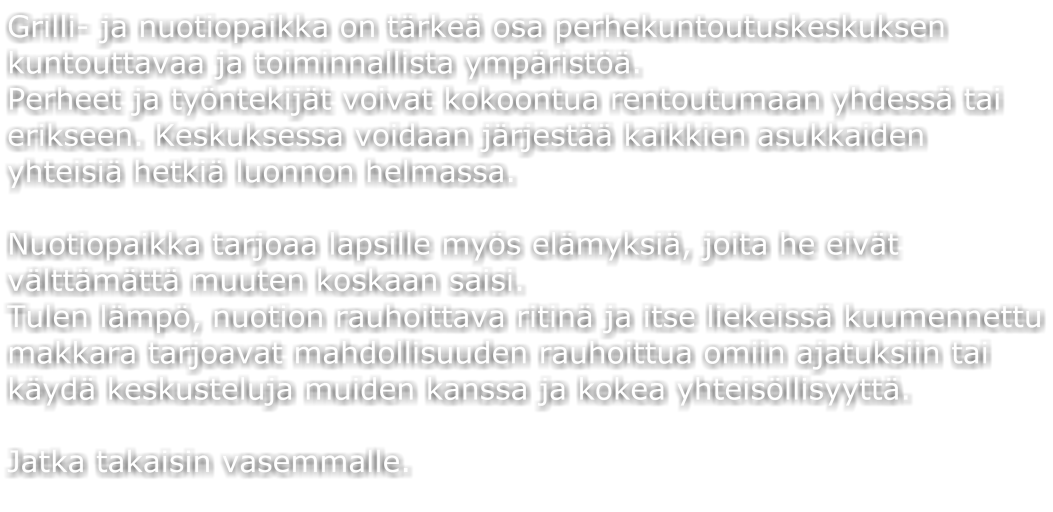 Grilli- ja nuotiopaikka on tärkeä osa perhekuntoutuskeskuksen
kuntouttavaa ja toiminnallista ympäristöä.
Perheet ja työntekijät voivat kokoontua rentoutumaan yhdessä tai
erikseen. Keskuksessa voidaan järjestää kaikkien asukkaiden
yhteisiä hetkiä luonnon helmassa.

Nuotiopaikka tarjoaa lapsille myös elämyksiä, joita he eivät
välttämättä muuten koskaan saisi.
Tulen lämpö, nuotion rauhoittava ritinä ja itse liekeissä kuumennettu
makkara tarjoavat mahdollisuuden rauhoittua omiin ajatuksiin tai
käydä keskusteluja muiden kanssa ja kokea yhteisöllisyyttä.

Jatka takaisin vasemmalle.